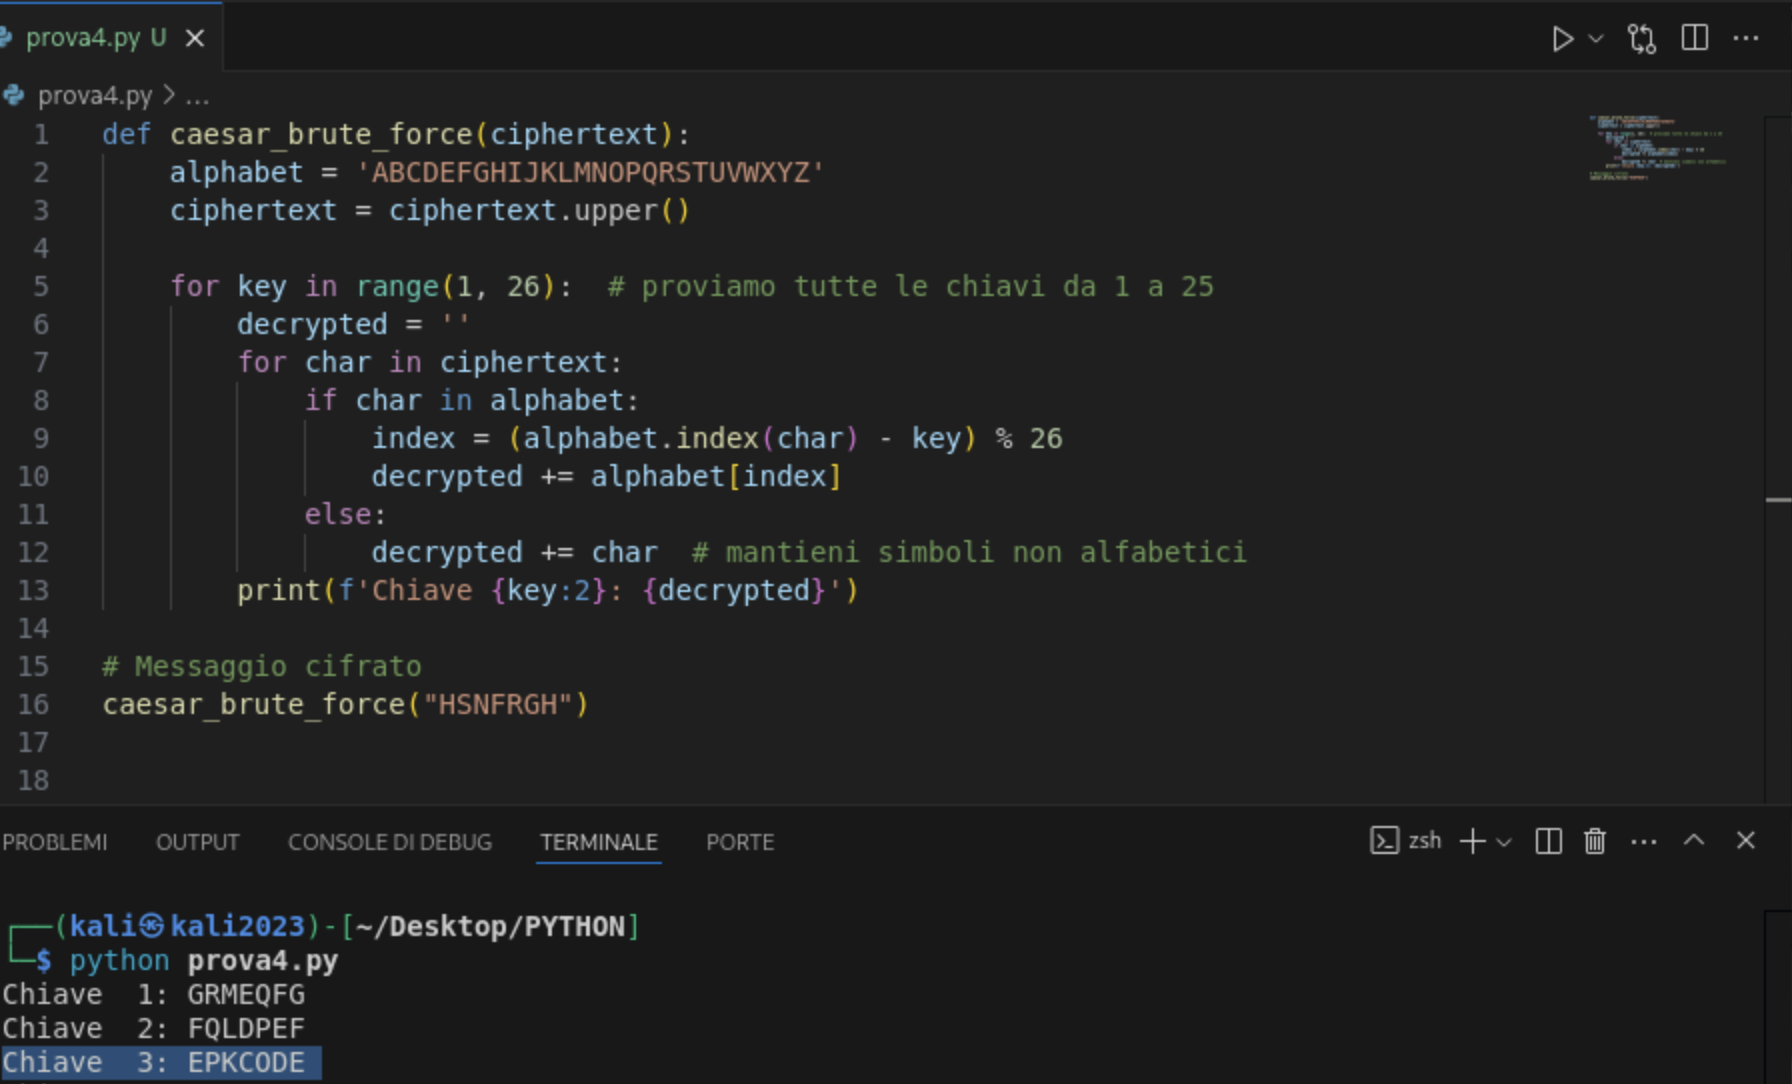 prova4.py U
prova4.py > ...
1 def caesar_brute_force(ciphertext):
2     alphabet = 'ABCDEFGHIJKLMNOPQRSTUVWXYZ'
3     ciphertext = ciphertext.upper()
4
5     for key in range(1, 26):  # proviamo tutte le chiavi da 1 a 25
6         decrypted = ''
7         for char in ciphertext:
8             if char in alphabet:
9                 index = (alphabet.index(char) - key) % 26
10                 decrypted += alphabet[index]
11             else:
12                 decrypted += char  # mantieni simboli non alfabetici
13         print(f'Chiave {key:2}: {decrypted}')
14
15 # Messaggio cifrato
16 caesar_brute_force("HSNFRGH")
17
18
PROBLEMI OUTPUT CONSOLE DI DEBUG TERMINALE PORTE zsh
(kali㉿kali2023)-[~/Desktop/PYTHON]
$ python prova4.py
Chiave  1: GRMEQFG
Chiave  2: FQLDPEF
Chiave  3: EPKCODE